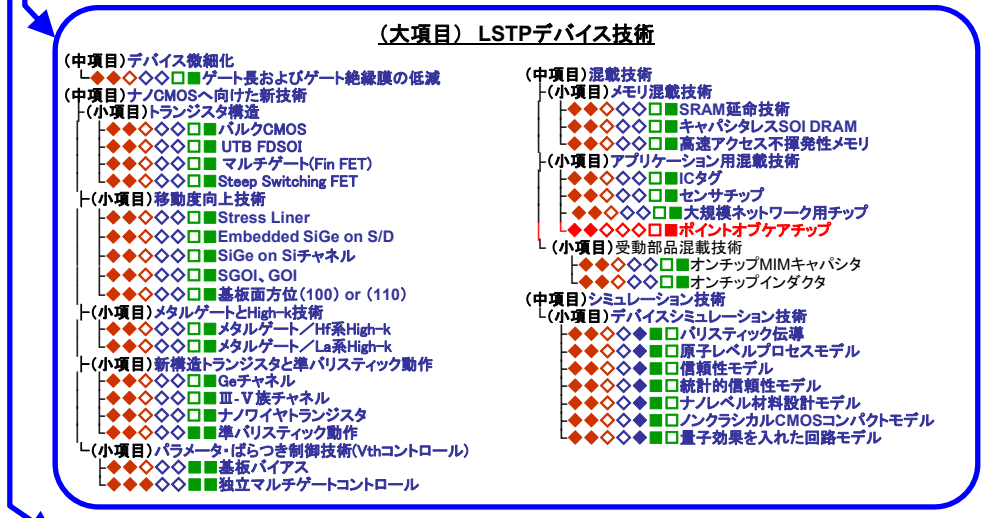 (大項目) LSTPデバイス技術
(中項目)デバイス微細化
◆◆◇◇◇□■ゲート長およびゲート絶縁膜の低減
(中項目)ナノCMOSへ向けた新技術
(小項目)トランジスタ構造
◆◆◇◇◇□■バルクCMOS
◆◆◇◇◇□■ UTB FDSOI
◆◆◇◇◇□■ マルチゲート(Fin FET)
◆◆◇◇◇□■Steep Switching FET
(小項目)移動度向上技術
◆◆◇◇◇□■Stress Liner
◆◆◇◇◇□■Embedded SiGe on S/D
◆◆◇◇◇□■SiGe on Siチャネル
◆◆◇◇◇□■SGOI、GOI
◆◆◇◇◇□■基板面方位(100) or (110)
(小項目)メタルゲートとHigh-k技術
◆◆◇◇◇□■メタルゲート/Hf系High-k
◆◆◇◇◇□■メタルゲート/La系High-k
(小項目)新構造トランジスタと準バリスティック動作
◆◆◇◇◇□■Geチャネル
◆◆◇◇◇□■Ⅲ-Ⅴ族チャネル
◆◆◇◇◇□■ナノワイヤトランジスタ
◆◆◇◇◇■■準バリスティック動作
(小項目)パラメータ・ばらつき制御技術(Vthコントロール)
◆◆◇◇◇■■基板バイアス
◆◆◆◇◇■■独立マルチゲートコントロール
(中項目)混載技術
(小項目)メモリ混載技術
◆◆◇◇◇□■SRAM延命技術
◆◆◇◇◇□■キャパシタレスSOI DRAM
◆◆◇◇◇□■高速アクセス不揮発性メモリ
(小項目)アプリケーション用混載技術
◆◆◇◇◇□■ICタグ
◆◆◇◇◇□■センサチップ
◆◆◇◇◇□■大規模ネットワーク用チップ
◆◆◇◇◇□■ポイントオブケアチップ
(小項目)受動部品混載技術
◆◆◇◇◇□■オンチップMIMキャパシタ
◆◆◇◇◇□■オンチップインダクタ
(中項目)シミュレーション技術
(小項目)デバイスシミュレーション技術
◆◆◇◇◆■□バリスティック伝導
◆◆◇◇◆■□原子レベルプロセスモデル
◆◆◇◇◆■□信頼性モデル
◆◆◇◇◆■□統計的信頼性モデル
◆◆◇◇◆■□ナノレベル材料設計モデル
◆◆◇◇◆■□ノンクラシカルCMOSコンパクトモデル
◆◆◇◇◆■□量子効果を入れた回路モデル